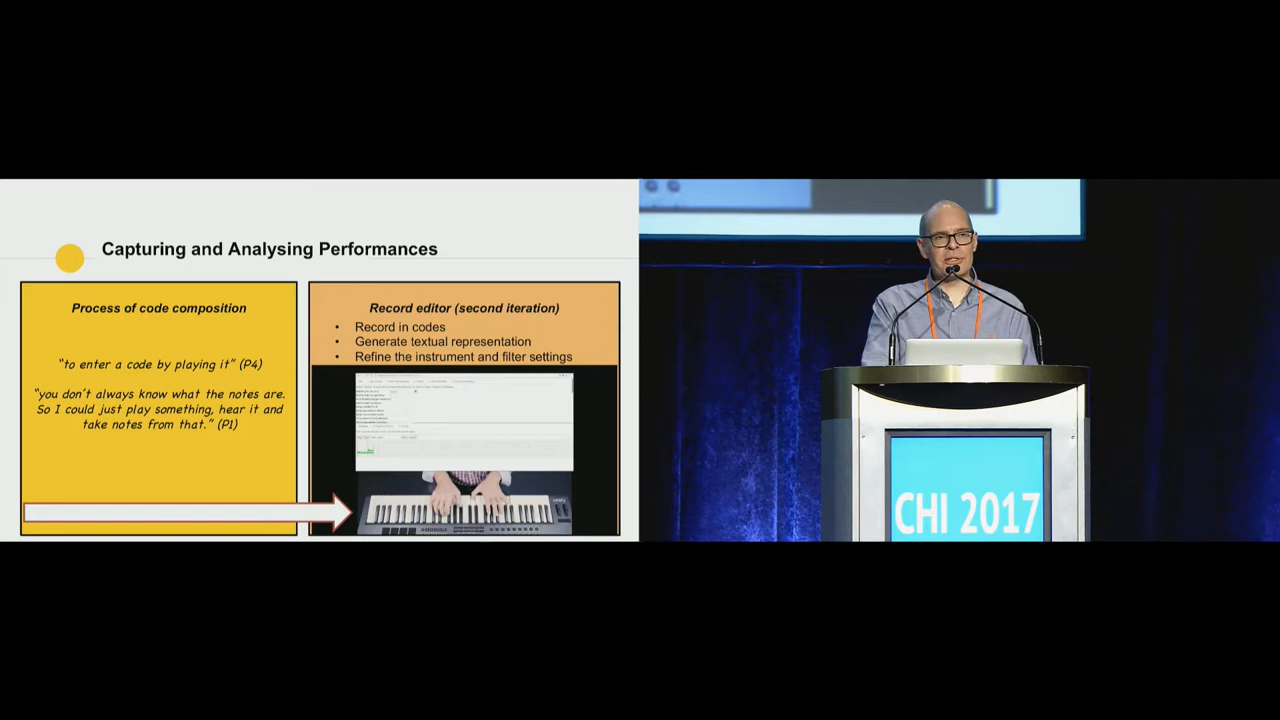 Capturing and Analysing Performances
Process of code composition
“to enter a code by playing it” (P4)
“you don’t always know what the notes are.
So I could just play something, hear it and
take notes from that.” (P1)
Record editor (second iteration)
• Record in codes
• Generate textual representation
• Refine the instrument and filter settings
CHI 2017